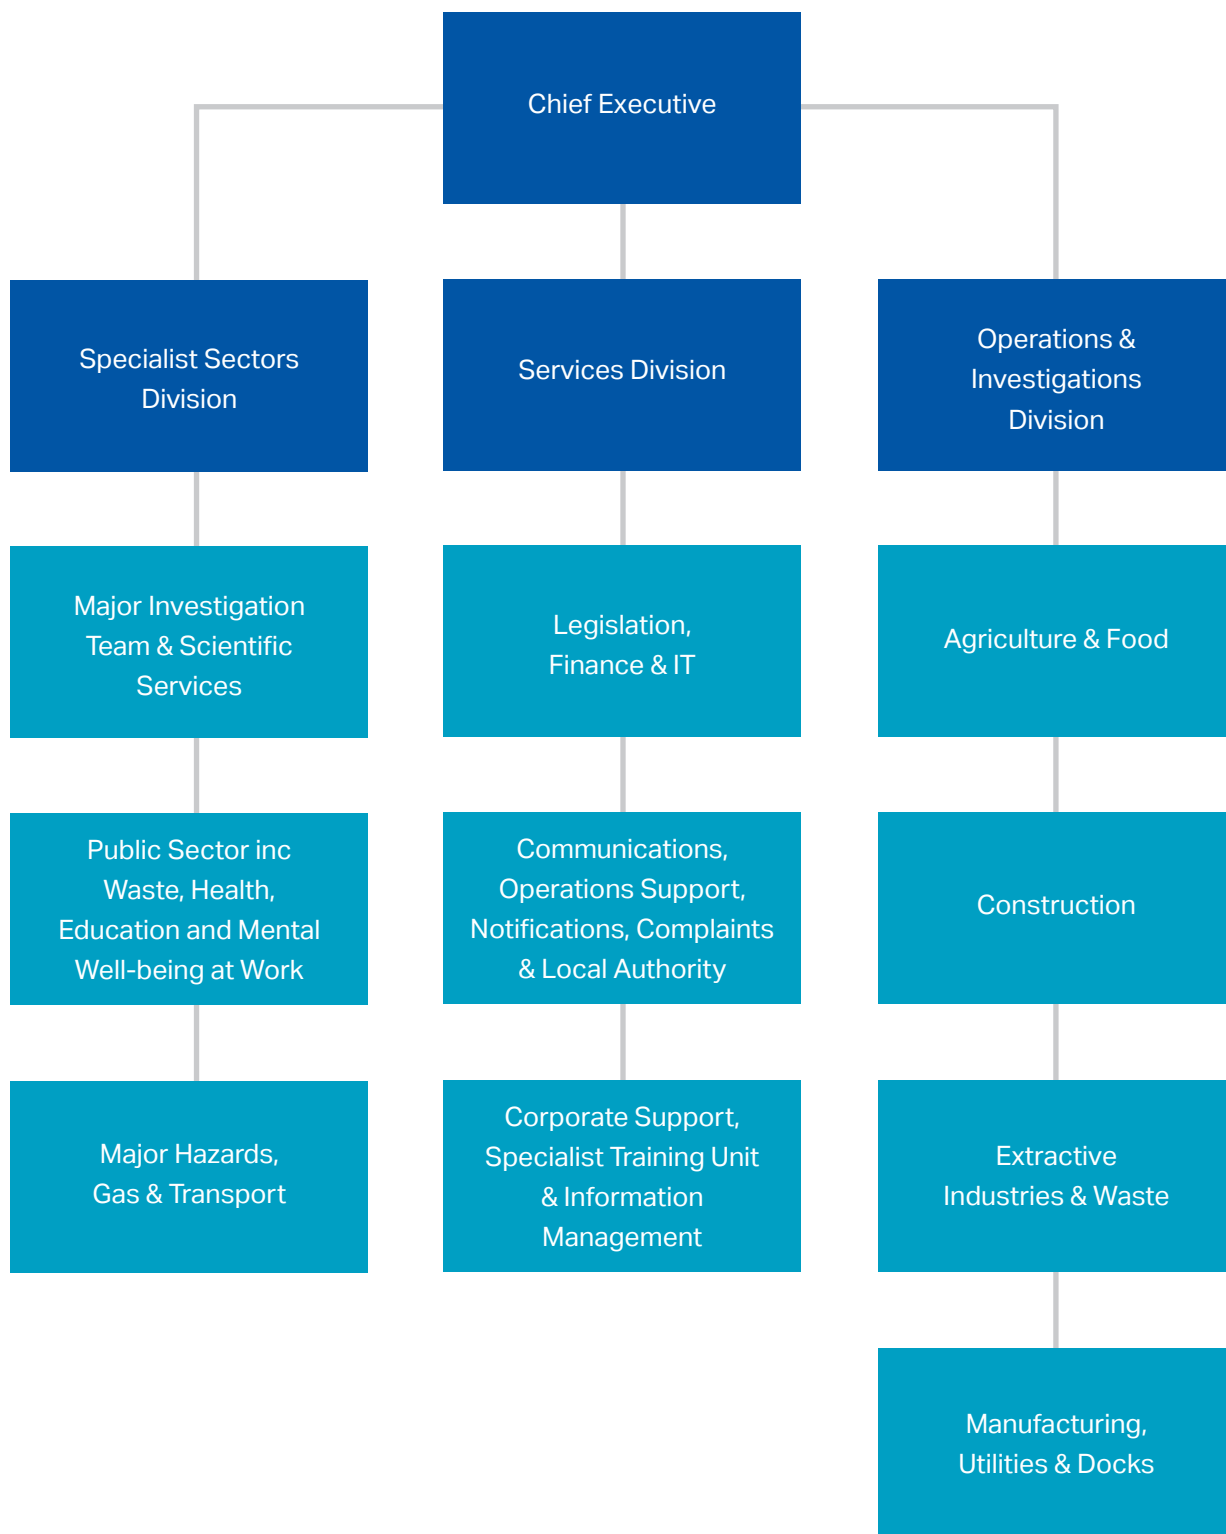 Chief Executive
Specialist Sectors
Division
Services Division
Operations &
Investigations
Division
Major Investigation
Team & Scientific
Services
Legislation,
Finance & IT
Agriculture & Food
Public Sector inc
Waste, Health,
Education and Mental
Well-being at Work
Communications,
Operations Support,
Notifications, Complaints
& Local Authority
Construction
Major Hazards,
Gas & Transport
Corporate Support,
Specialist Training Unit
& Information
Management
Extractive
Industries & Waste
Manufacturing,
Utilities & Docks